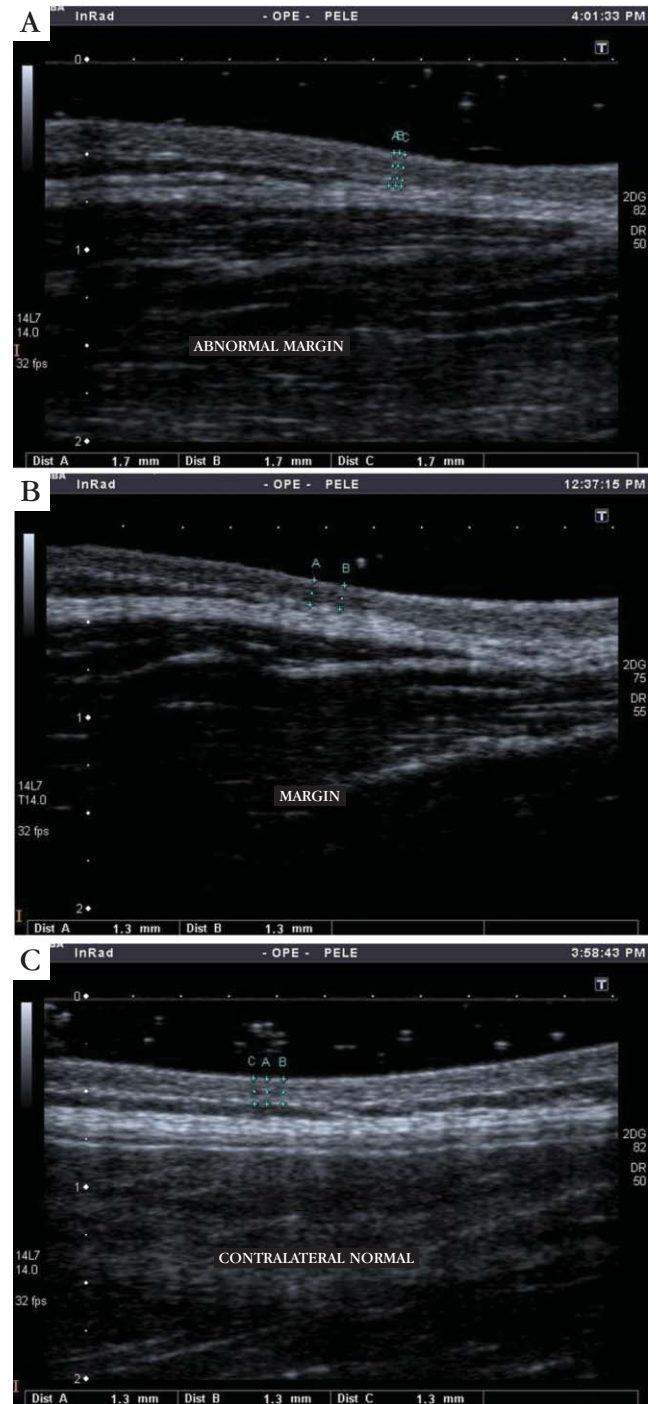 A
BA
InRad - OPE - PELE 4:01:33 PM
T
0
A B C
2DG
82
DR
50
1
14L7
14.0
I
32 fps
ABNORMAL MARGIN
2
Dist A 1.7 mm Dist B 1.7 mm Dist C 1.7 mm
B
BA
InRad - OPE - PELE 12:37:15 PM
T
A B
2DG
75
DR
55
1
14L7
T14.0
32 fps
MARGIN
2
I
Dist A 1.3 mm Dist B 1.3 mm
C
BA
InRad - OPE - PELE 3:58:43 PM
T
0
C A B
2DG
82
DR
50
1
14L7
14.0
32 fps
CONTRALATERAL NORMAL
2
I
Dist A 1.3 mm Dist B 1.3 mm Dist C 1.3 mm